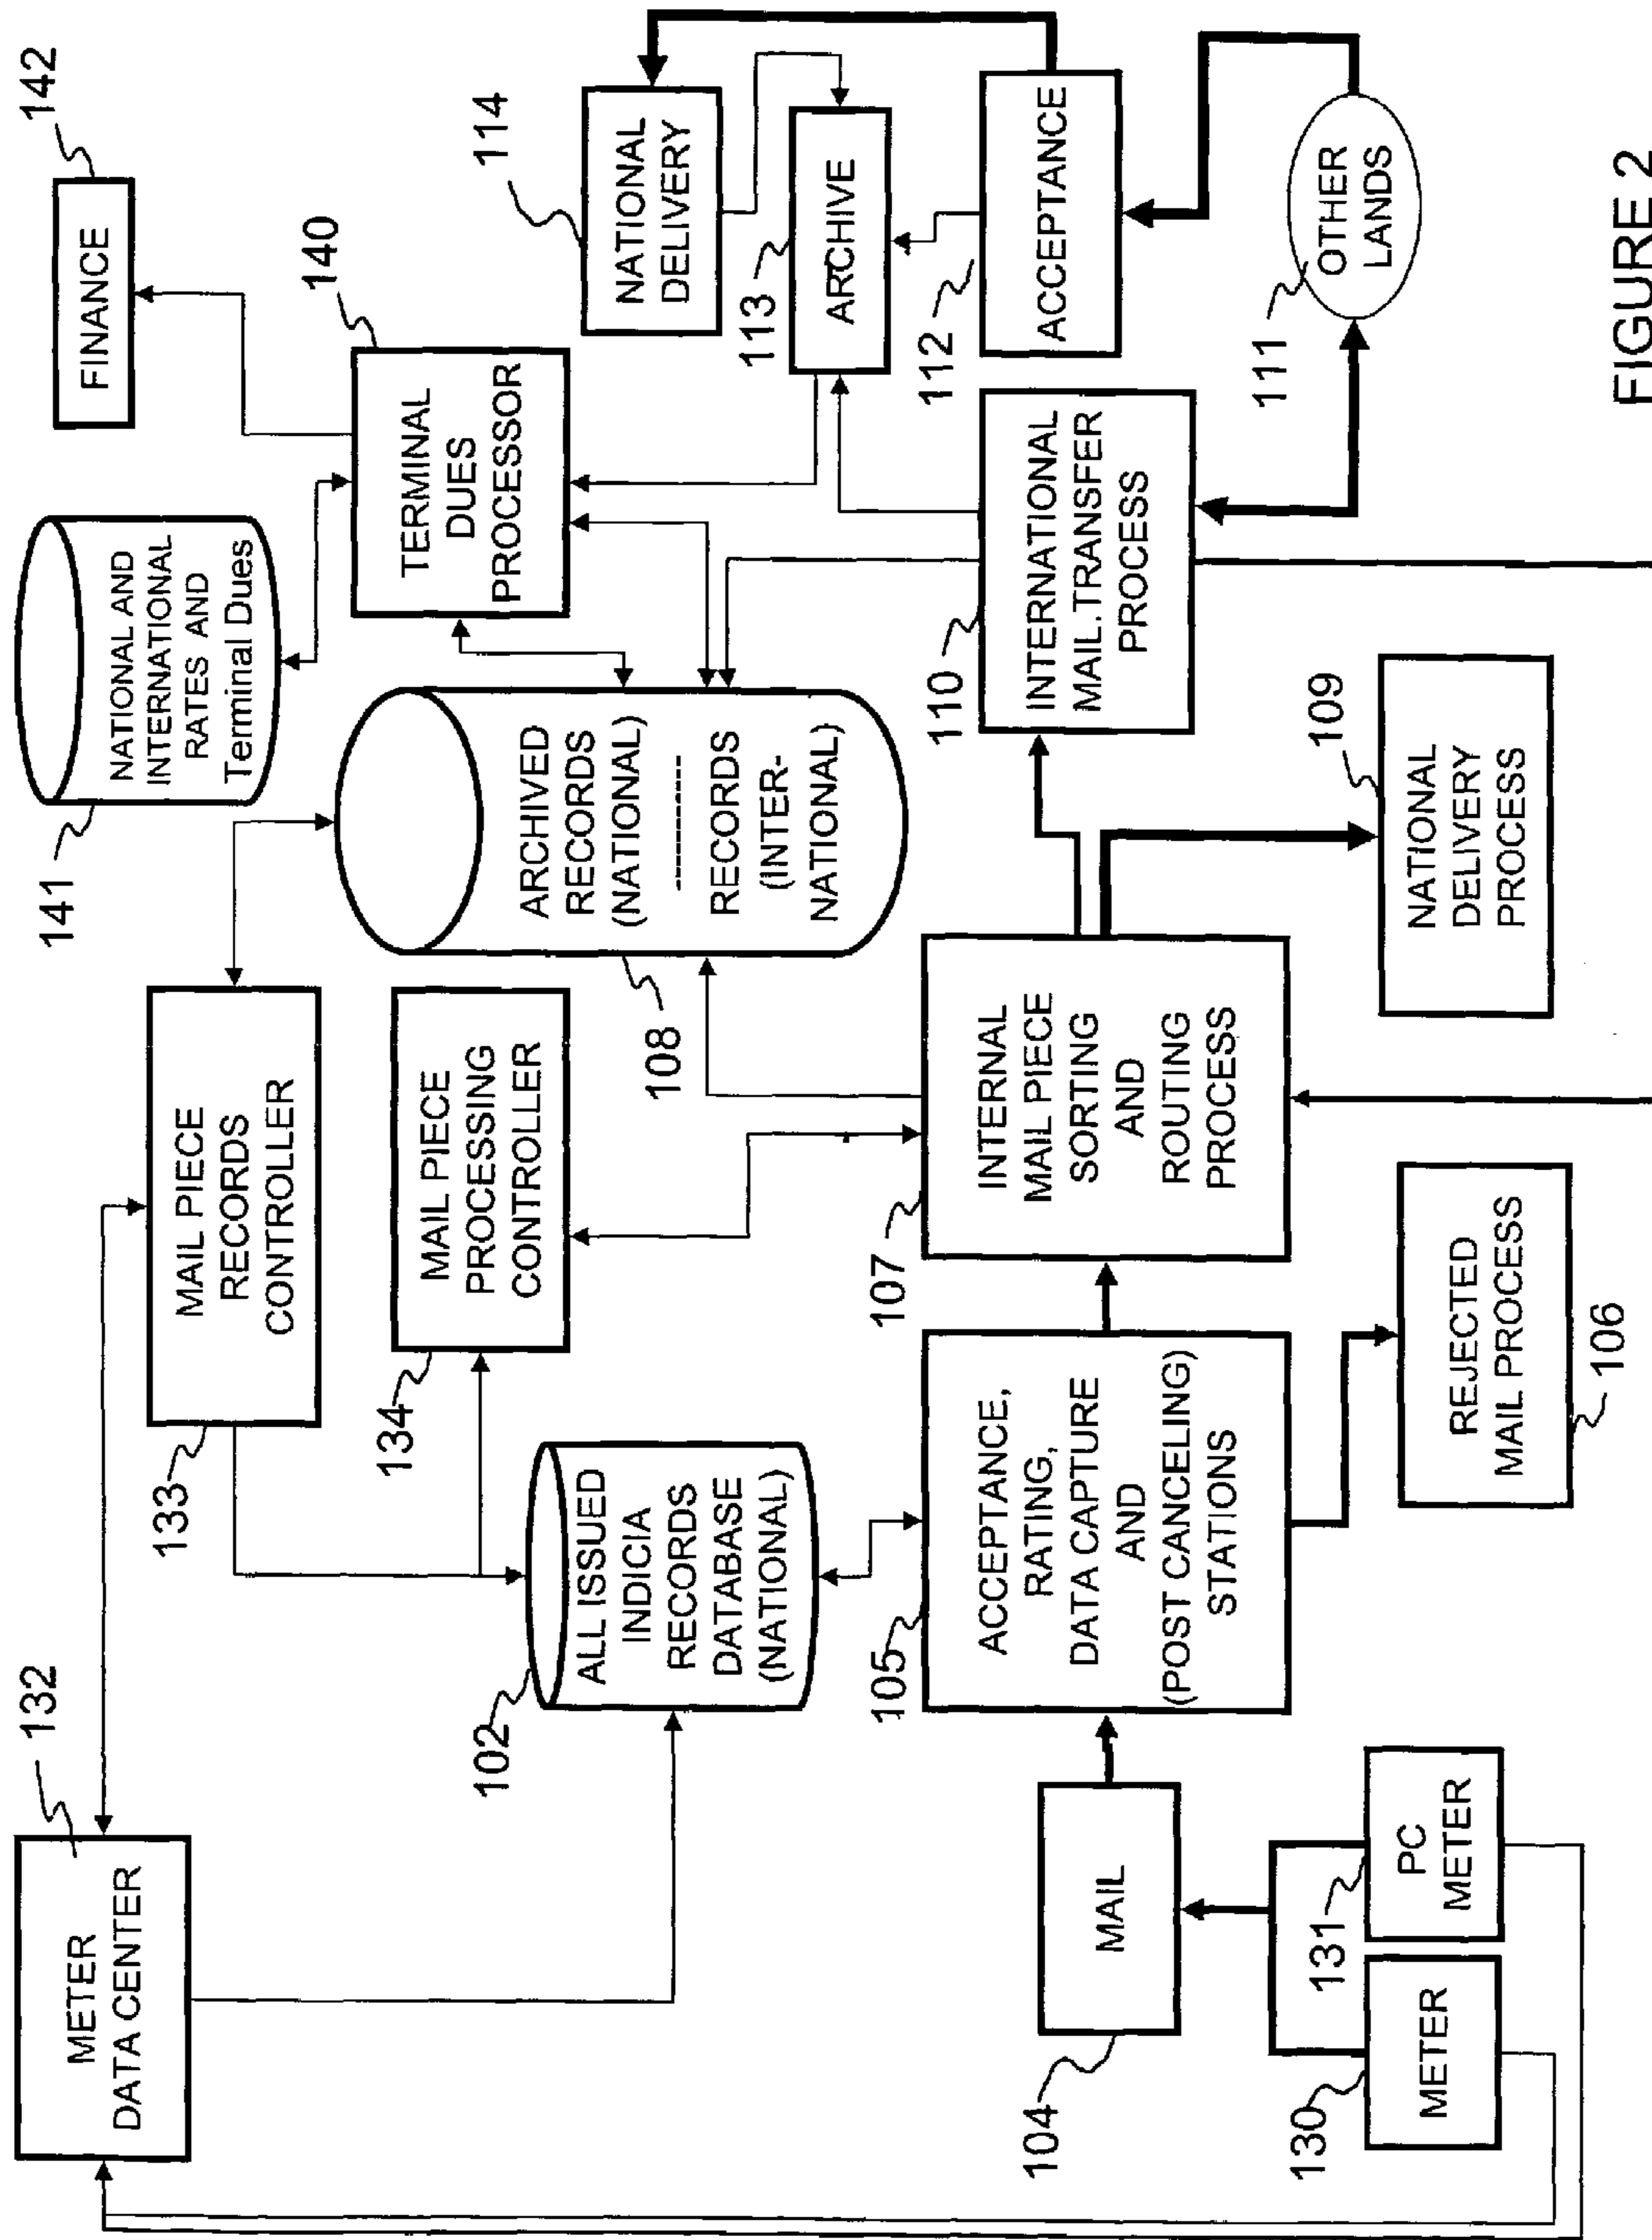 132
METER
DATA CENTER
133
MAIL PIECE
RECORDS
CONTROLLER
141
NATIONAL AND
INTERNATIONAL
RATES AND
Terminal Dues
FINANCE
142
102
ALL ISSUED
INDICIA
RECORDS
DATABASE
(NATIONAL)
134
MAIL PIECE
PROCESSING
CONTROLLER
108
ARCHIVED
RECORDS
(NATIONAL)
----------
RECORDS
(INTER-
NATIONAL)
TERMINAL
DUES
PROCESSOR
140
114
NATIONAL
DELIVERY
113
ARCHIVE
104
MAIL
105
ACCEPTANCE,
RATING,
DATA CAPTURE
AND
(POST CANCELING)
STATIONS
107
INTERNAL
MAIL PIECE
SORTING
AND
ROUTING
PROCESS
110
INTERNATIONAL
MAIL.TRANSFER
PROCESS
112
ACCEPTANCE
130
METER
131
PC
METER
REJECTED
MAIL PROCESS
106
NATIONAL
DELIVERY
PROCESS
109
111
OTHER
LANDS
FIGURE 2